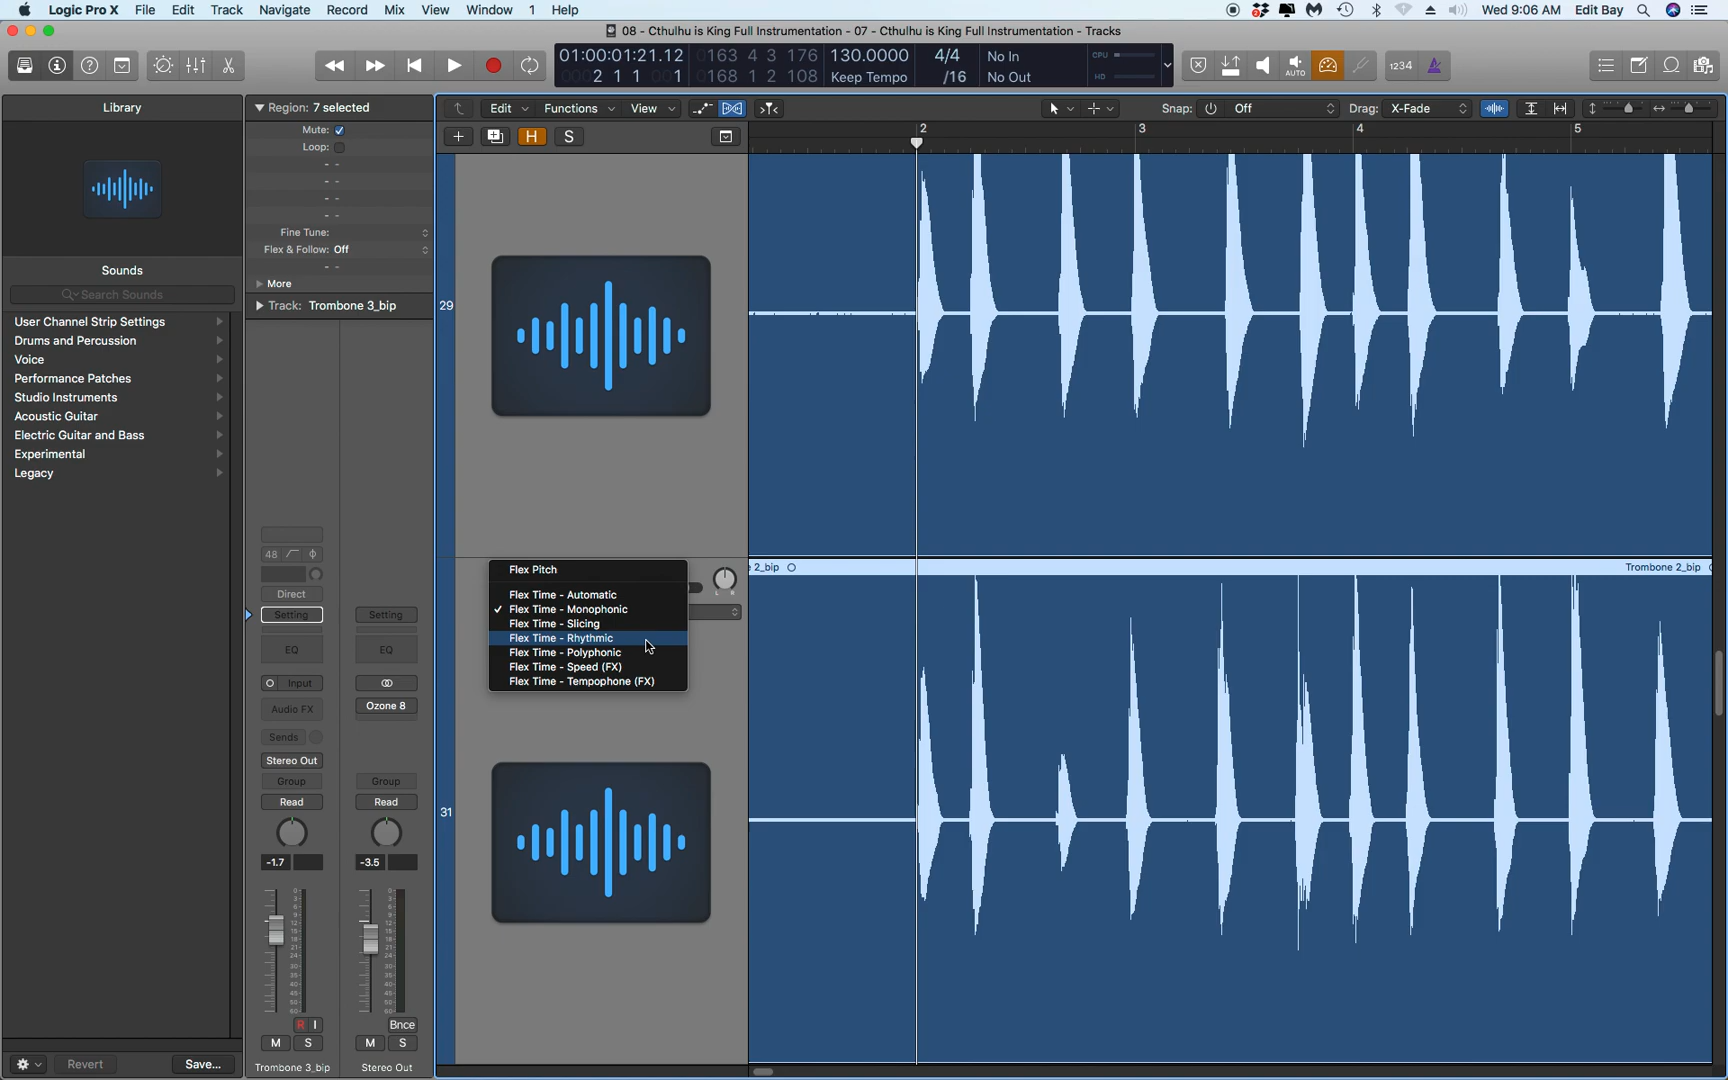 Logic Pro X File Edit Track Navigate Record Mix View Window 1 Help
Wed 9:06 AM Edit Bay
08 - Cthulhu is King Full Instrumentation - 07 - Cthulhu is King Full Instrumentation - Tracks
01:00:01:21.12 0163 4 3 176 130.0000 4/4 No In CPU
0002 1 1 001 0168 1 2 108 Keep Tempo /16 No Out HD
AUTO
1234
Library
Region: 7 selected
Edit Functions View
Snap: Off Drag: X-Fade
Mute:
Loop:
- -
- -
- -
- -
Fine Tune:
Flex & Follow: Off
- -
More
Track: Trombone 3_bip
H S
2 3 4 5
Sounds
Search Sounds
User Channel Strip Settings
Drums and Percussion
Voice
Performance Patches
Studio Instruments
Acoustic Guitar
Electric Guitar and Bass
Experimental
Legacy
29
31
48
Direct
Setting Setting
EQ EQ
Input
Audio FX Ozone 8
Sends
Stereo Out
Group Group
Read Read
-1.7 -3.5
R I Bnce
M S M S
Trombone 3_bip Stereo Out
Flex Pitch
Flex Time - Automatic
✓ Flex Time - Monophonic
Flex Time - Slicing
Flex Time - Rhythmic
Flex Time - Polyphonic
Flex Time - Speed (FX)
Flex Time - Tempophone (FX)
L R
2_bip
Trombone 2_bip
Revert Save...